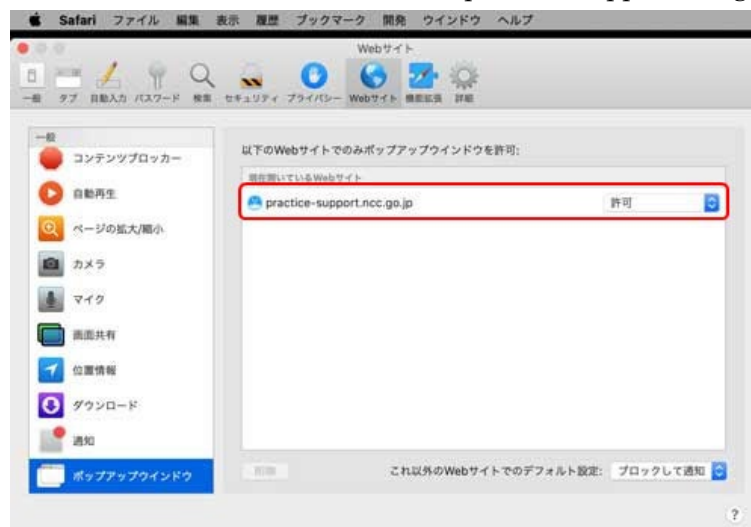 Safari ファイル 編集 表示 履歴 ブックマーク 開発 ウインドウ ヘルプ
Webサイト
一般 タブ 自動入力 パスワード 検索 セキュリティ プライバシー Webサイト 機能拡張 詳細
一般
以下のWebサイトでのみポップアップウインドウを許可:
コンテンツブロッカー
現在開いているWebサイト
practice-support.ncc.go.jp 許可
自動再生
ページの拡大/縮小
カメラ
マイク
画面共有
位置情報
ダウンロード
通知
ポップアップウインドウ
削除 これ以外のWebサイトでのデフォルト設定: ブロックして通知
?